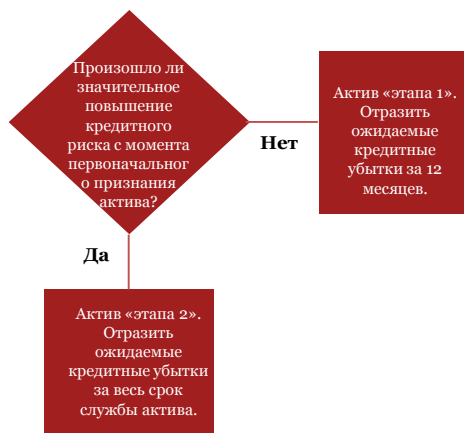 Произошло ли
значительное
повышение
кредитного
риска с момента
первоначальног
о признания
актива?
Нет
Актив «этапа 1».
Отразить
ожидаемые
кредитные
убытки за 12
месяцев.
Да
Актив «этапа 2».
Отразить
ожидаемые
кредитные убытки
за весь срок
службы актива.